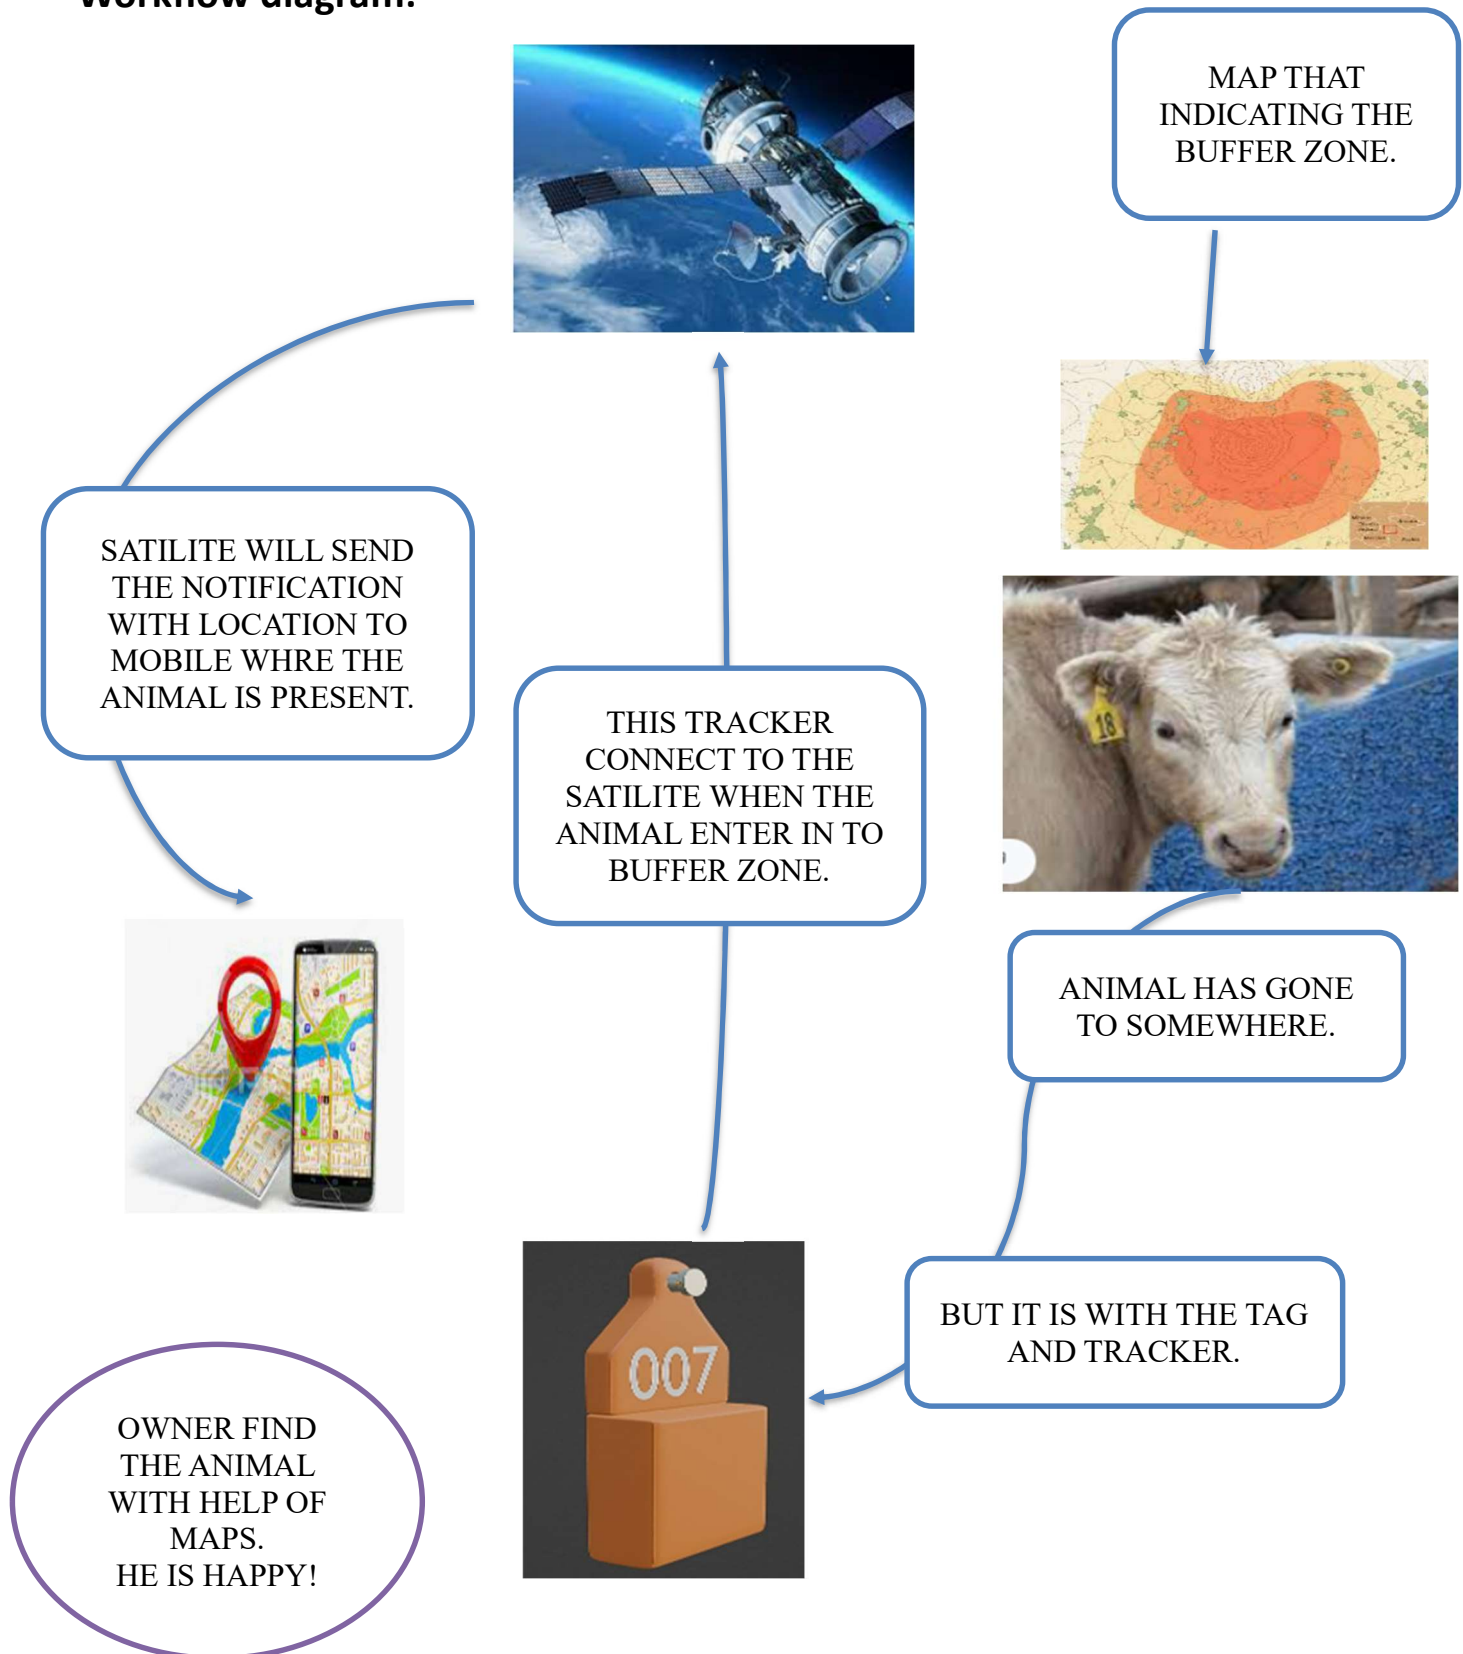 Workflow diagram:
MAP THAT
INDICATING THE
BUFFER ZONE.
SATILITE WILL SEND
THE NOTIFICATION
WITH LOCATION TO
MOBILE WHRE THE
ANIMAL IS PRESENT.
THIS TRACKER
CONNECT TO THE
SATILITE WHEN THE
ANIMAL ENTER IN TO
BUFFER ZONE.
18
ANIMAL HAS GONE
TO SOMEWHERE.
BUT IT IS WITH THE TAG
AND TRACKER.
007
OWNER FIND
THE ANIMAL
WITH HELP OF
MAPS.
HE IS HAPPY!